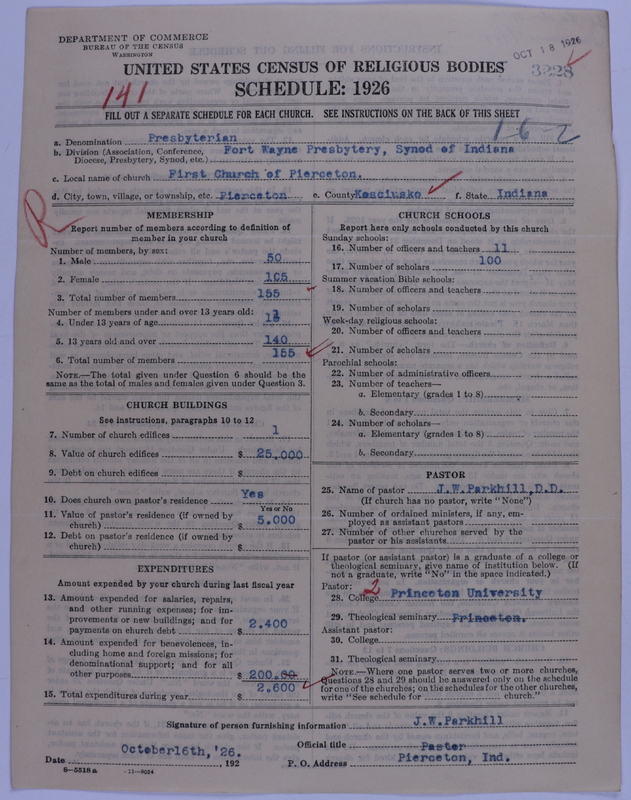 DEPARTMENT OF COMMERCE
BUREAU OF THE CENSUS
WASHINGTON
OCT 18 1926
3228
UNITED STATES CENSUS OF RELIGIOUS BODIES
141
SCHEDULE: 1926
FILL OUT A SEPARATE SCHEDULE FOR EACH CHURCH. SEE INSTRUCTIONS ON THE BACK OF THIS SHEET
16-2
a. Denomination Presbyterian
b. Division (Association, Conference, Fort Wayne Presbytery, Synod of Indiana
Diocese, Presbytery, Synod, etc.)
c. Local name of church First Church of Pierceton.
d. City, town, village, or township, etc. Pierceton e. County Kosciusko f. State Indiana
R
MEMBERSHIP
Report number of members according to definition of
member in your church
Number of members, by sex:
1. Male 50
2. Female 105
3. Total number of members 155
Number of members under and over 13 years old:
4. Under 13 years of age 15
5. 13 years old and over 140
6. Total number of members 155
NOTE.—The total given under Question 6 should be the
same as the total of males and females given under Question 3.
CHURCH BUILDINGS
See instructions, paragraphs 10 to 12
7. Number of church edifices 1
8. Value of church edifices $ 25,000
9. Debt on church edifices $
10. Does church own pastor's residence Yes
Yes or No
11. Value of pastor's residence (if owned by
church) $ 5.000
12. Debt on pastor's residence (if owned by
church) $
EXPENDITURES
Amount expended by your church during last fiscal year
13. Amount expended for salaries, repairs,
and other running expenses; for im-
provements or new buildings; and for
payments on church debt $ 2.400
14. Amount expended for benevolences, in-
cluding home and foreign missions; for
denominational support; and for all
other purposes $ 200.00
15. Total expenditures during year $ 2.600
CHURCH SCHOOLS
Report here only schools conducted by this church
Sunday schools:
16. Number of officers and teachers 11
17. Number of scholars 100
Summer vacation Bible schools:
18. Number of officers and teachers
19. Number of scholars
Week-day religious schools:
20. Number of officers and teachers
21. Number of scholars
Parochial schools:
22. Number of administrative officers
23. Number of teachers—
a. Elementary (grades 1 to 8)
b. Secondary
24. Number of scholars—
a. Elementary (grades 1 to 8)
b. Secondary
PASTOR
25. Name of pastor J.W.Parkhill, D.D.
(If church has no pastor, write "None")
26. Number of ordained ministers, if any, em-
ployed as assistant pastors
27. Number of other churches served by the
pastor or his assistants
If pastor (or assistant pastor) is a graduate of a college or
theological seminary, give name of institution below. (If
not a graduate, write "No" in the space indicated.)
Pastor: 2
28. College Princeton University
29. Theological seminary Princeton.
Assistant pastor:
30. College
31. Theological seminary
NOTE.—Where one pastor serves two or more churches,
Questions 28 and 29 should be answered only on the schedule
for one of the churches; on the schedules for the other churches,
write "See schedule for church."
Signature of person furnishing information J.W.Parkhill
Official title Pastor
Date October16th, '26. , 192 P. O. Address Pierceton, Ind.
6-5518a 11-9024